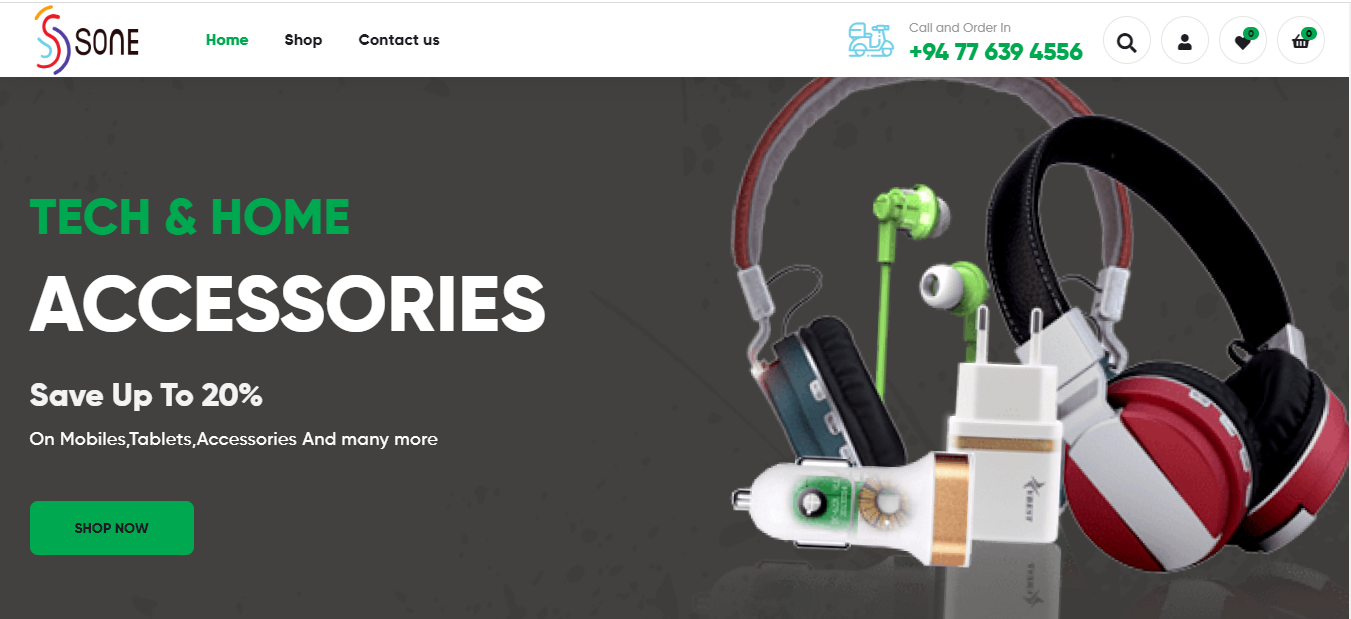 SONE
Home Shop Contact us
Call and Order In
+94 77 639 4556
0 0
TECH & HOME
ACCESSORIES
Save Up To 20%
On Mobiles,Tablets,Accessories And many more
SHOP NOW